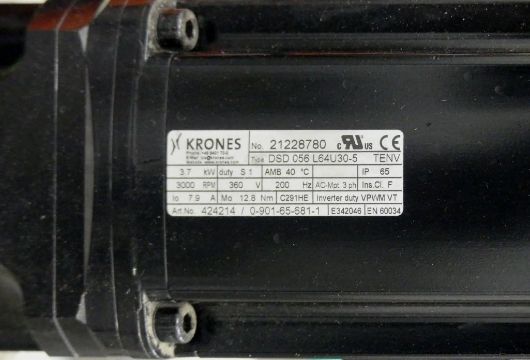 KRONES
No. 21228780
Type DSD 056 L64U30-5 TENV
3.7 kW duty S 1 AMB 40 °C IP 65
3000 RPM 360 V 200 Hz AC-Mot. 3 ph Ins.Cl. F
Io 7.9 A Mo 12.8 Nm C291HE Inverter duty VPWM VT
Art No. 424214 / 0-901-65-681-1 E342046 EN 60034